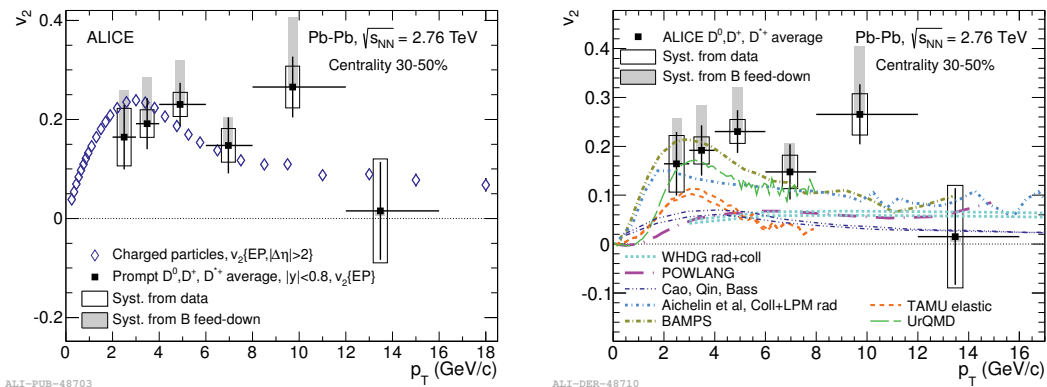 v₂
0.4
0.2
0
-0.2
ALICE
Pb-Pb, √sNN = 2.76 TeV
Centrality 30-50%
Charged particles, v₂{EP,|Δη|>2}
Prompt D⁰,D⁺, D*⁺ average, |y|<0.8, v₂{EP}
Syst. from data
Syst. from B feed-down
0 2 4 6 8 10 12 14 16 18
pT (GeV/c)
ALI-PUB-48703
v₂
0.4
0.3
0.2
0.1
0
-0.1
ALICE D⁰,D⁺, D*⁺ average
Syst. from data
Syst. from B feed-down
Pb-Pb, √sNN = 2.76 TeV
Centrality 30-50%
WHDG rad+coll
POWLANG
Cao, Qin, Bass
Aichelin et al, Coll+LPM rad
BAMPS
TAMU elastic
UrQMD
0 2 4 6 8 10 12 14 16
pT (GeV/c)
ALI-DER-48710